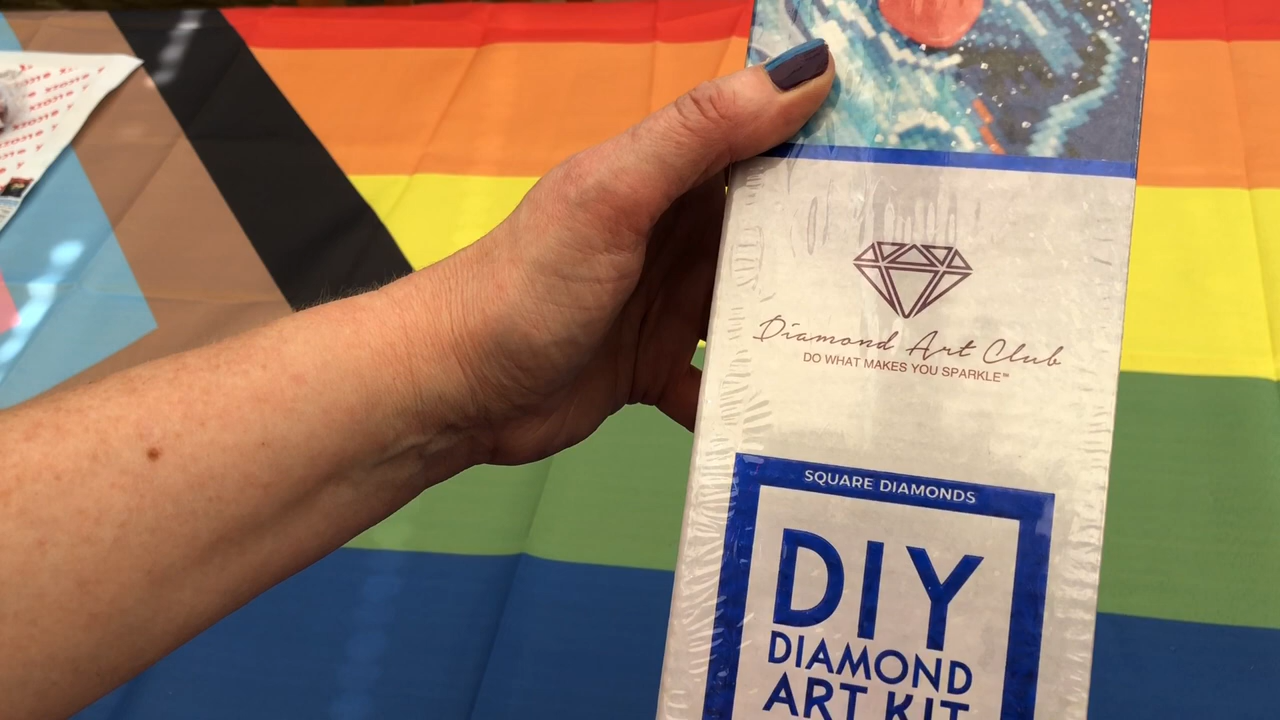 Diamond Art Club
DO WHAT MAKES YOU SPARKLE™
SQUARE DIAMONDS
DIY
DIAMOND
ART KIT